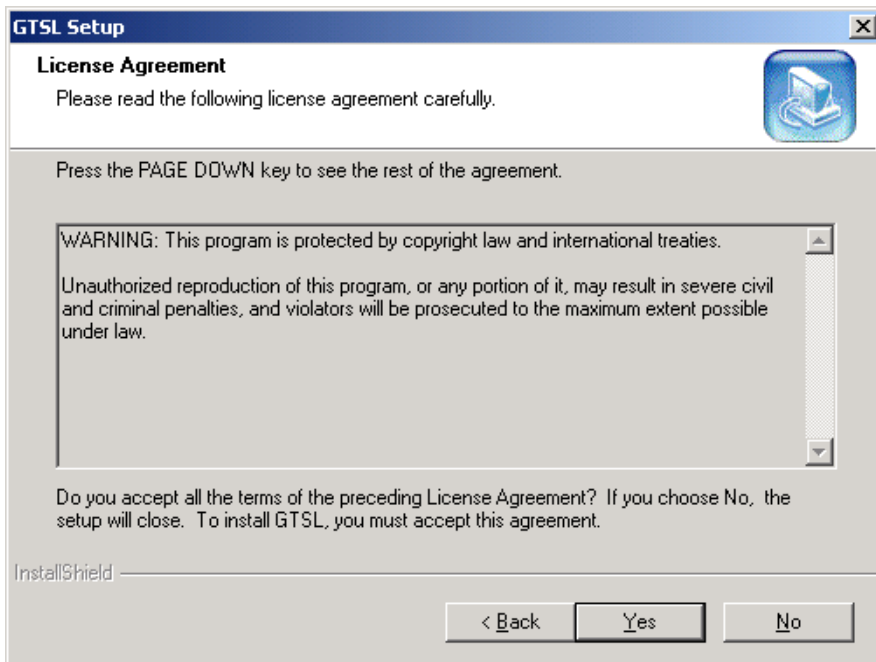 GTSL Setup
License Agreement
Please read the following license agreement carefully.
Press the PAGE DOWN key to see the rest of the agreement.
WARNING: This program is protected by copyright law and international treaties.
Unauthorized reproduction of this program, or any portion of it, may result in severe civil
and criminal penalties, and violators will be prosecuted to the maximum extent possible
under law.
Do you accept all the terms of the preceding License Agreement?  If you choose No,  the
setup will close.  To install GTSL, you must accept this agreement.
InstallShield
< Back
Yes
No